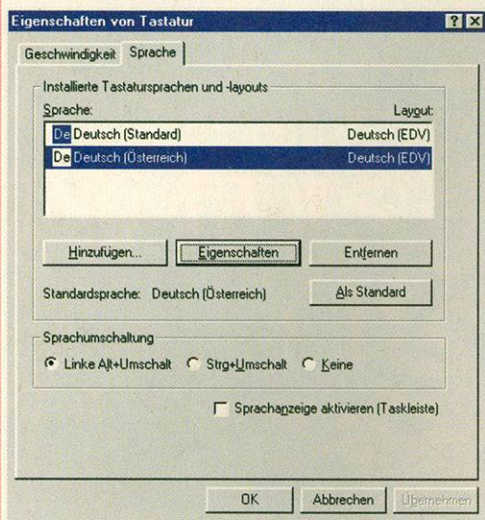 Eigenschaften von Tastatur
Geschwindigkeit Sprache
Installierte Tastatursprachen und -layouts
Sprache: Layout:
De Deutsch (Standard) Deutsch (EDV)
De Deutsch (Österreich) Deutsch (EDV)
Hinzufügen... Eigenschaften Entfernen
Standardsprache: Deutsch (Österreich) Als Standard
Sprachumschaltung
Linke Alt+Umschalt Strg+Umschalt Keine
Sprachanzeige aktivieren (Taskleiste)
OK Abbrechen Übernehmen